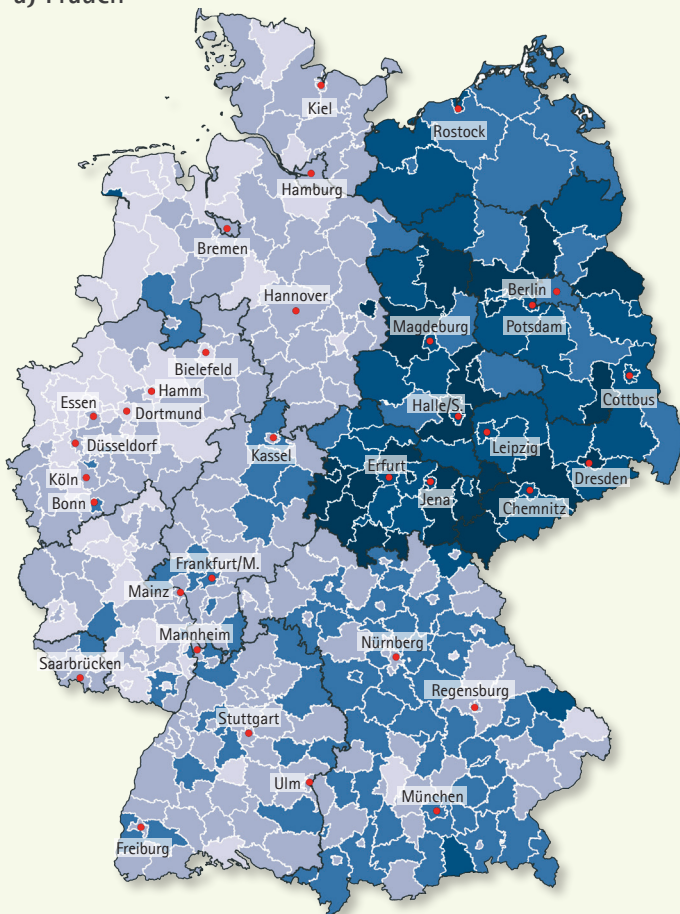 a) Frauen
Kiel
Rostock
Hamburg
Bremen
Berlin
Hannover
Potsdam
Magdeburg
Bielefeld
Hamm
Cottbus
Essen
Dortmund
Halle/S.
Düsseldorf
Leipzig
Kassel
Erfurt
Dresden
Köln
Jena
Chemnitz
Bonn
Frankfurt/M.
Mainz
Mannheim
Nürnberg
Saarbrücken
Regensburg
Stuttgart
Ulm
München
Freiburg